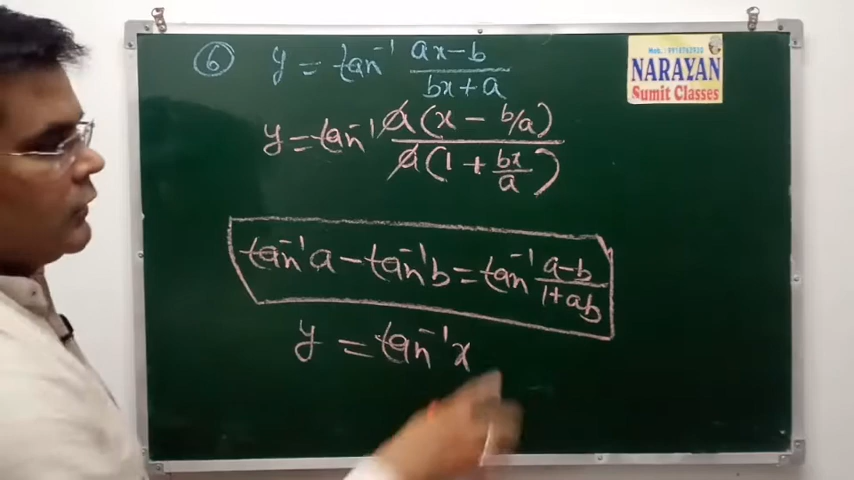 ⑥ y = tan⁻¹ (ax-b)/(bx+a)
y = tan⁻¹ a(x - b/a)/a(1 + bx/a)
tan⁻¹a - tan⁻¹b = tan⁻¹ (a-b)/(1+ab)
y = tan⁻¹x
NARAYAN
Sumit Classes